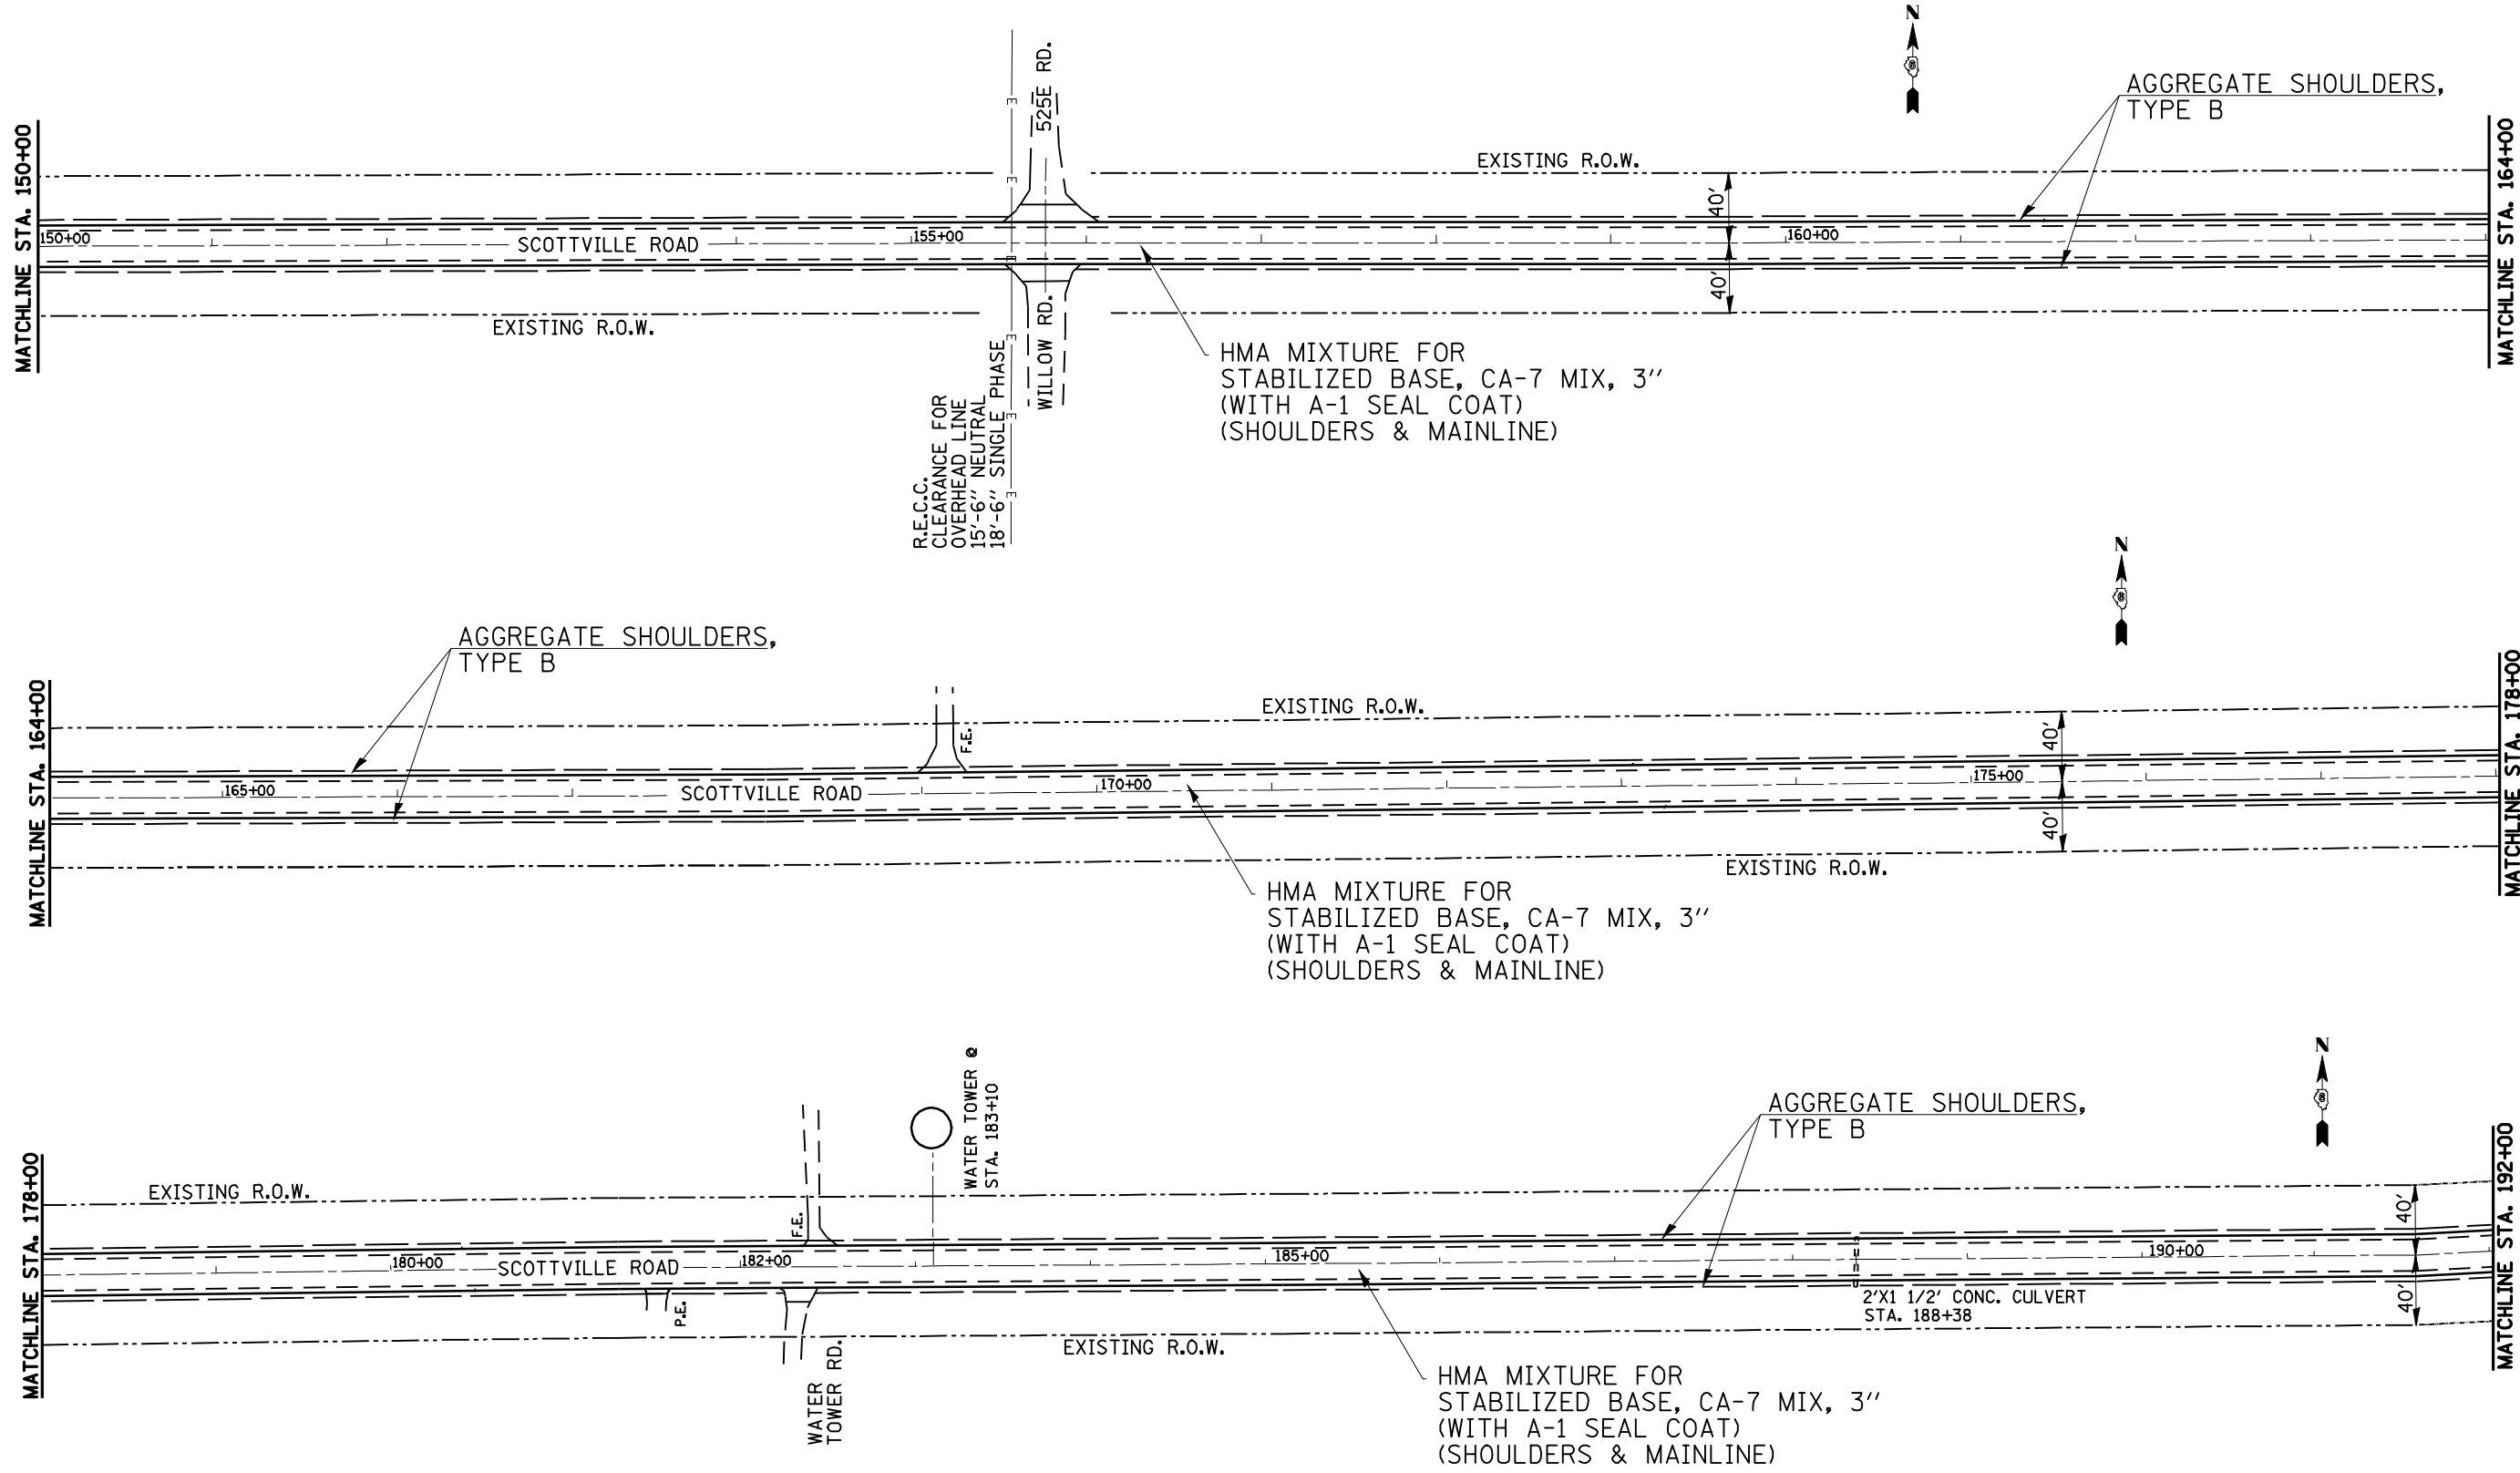 N
AGGREGATE SHOULDERS,
TYPE B
MATCHLINE STA. 150+00
525E RD.
EXISTING R.O.W.
MATCHLINE STA. 164+00
40'
150+00
SCOTTVILLE ROAD
155+00
160+00
40'
EXISTING R.O.W.
E
E
E
E
E
E
WILLOW RD.
HMA MIXTURE FOR
STABILIZED BASE, CA-7 MIX, 3"
(WITH A-1 SEAL COAT)
(SHOULDERS & MAINLINE)
R.E.C.C.
CLEARANCE FOR
OVERHEAD LINE
15'-6" NEUTRAL
18'-6" SINGLE PHASE
N
AGGREGATE SHOULDERS,
TYPE B
MATCHLINE STA. 164+00
EXISTING R.O.W.
MATCHLINE STA. 178+00
F.E.
40'
165+00
SCOTTVILLE ROAD
170+00
175+00
40'
EXISTING R.O.W.
HMA MIXTURE FOR
STABILIZED BASE, CA-7 MIX, 3"
(WITH A-1 SEAL COAT)
(SHOULDERS & MAINLINE)
N
WATER TOWER @
STA. 183+10
AGGREGATE SHOULDERS,
TYPE B
MATCHLINE STA. 178+00
EXISTING R.O.W.
MATCHLINE STA. 192+00
F.E.
40'
180+00
SCOTTVILLE ROAD
182+00
185+00
190+00
40'
P.E.
2'X1 1/2' CONC. CULVERT
STA. 188+38
EXISTING R.O.W.
WATER
TOWER RD.
HMA MIXTURE FOR
STABILIZED BASE, CA-7 MIX, 3"
(WITH A-1 SEAL COAT)
(SHOULDERS & MAINLINE)